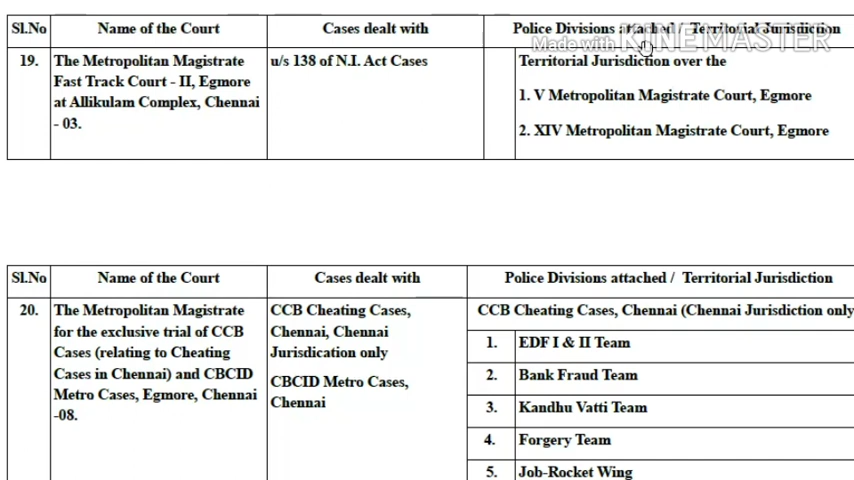 Sl.No Name of the Court Cases dealt with Police Divisions attached / Territorial Jurisdiction
Made with KINEMASTER
19. The Metropolitan Magistrate u/s 138 of N.I. Act Cases Territorial Jurisdiction over the
Fast Track Court - II, Egmore
at Allikulam Complex, Chennai 1. V Metropolitan Magistrate Court, Egmore
- 03. 2. XIV Metropolitan Magistrate Court, Egmore
Sl.No Name of the Court Cases dealt with Police Divisions attached / Territorial Jurisdiction
20. The Metropolitan Magistrate CCB Cheating Cases, CCB Cheating Cases, Chennai (Chennai Jurisdiction only
for the exclusive trial of CCB Chennai, Chennai 1. EDF I & II Team
Cases (relating to Cheating Jurisdication only
Cases in Chennai) and CBCID CBCID Metro Cases, 2. Bank Fraud Team
Metro Cases, Egmore, Chennai Chennai 3. Kandhu Vatti Team
-08.
4. Forgery Team
5. Job-Rocket Wing